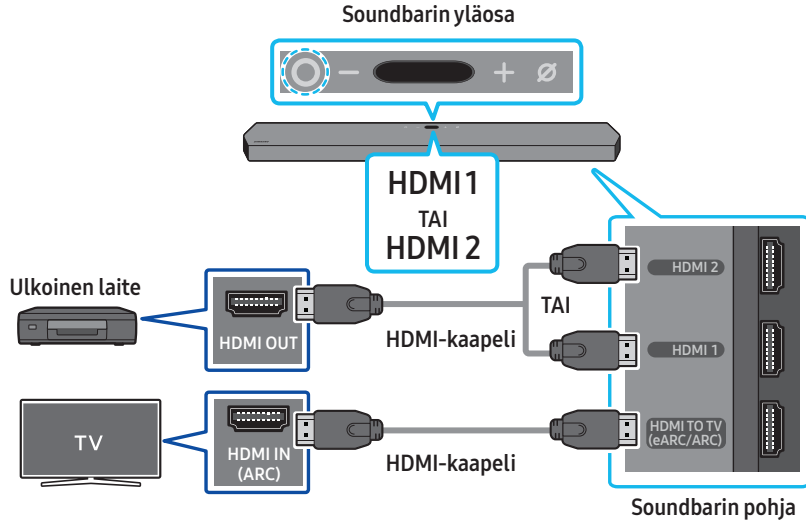 Soundbarin yläosa
HDMI 1
TAI
HDMI 2
Ulkoinen laite
HDMI OUT
HDMI-kaapeli
TAI
HDMI 2
HDMI 1
TV
HDMI IN
(ARC)
HDMI-kaapeli
HDMI TO TV
(eARC/ARC)
Soundbarin pohja